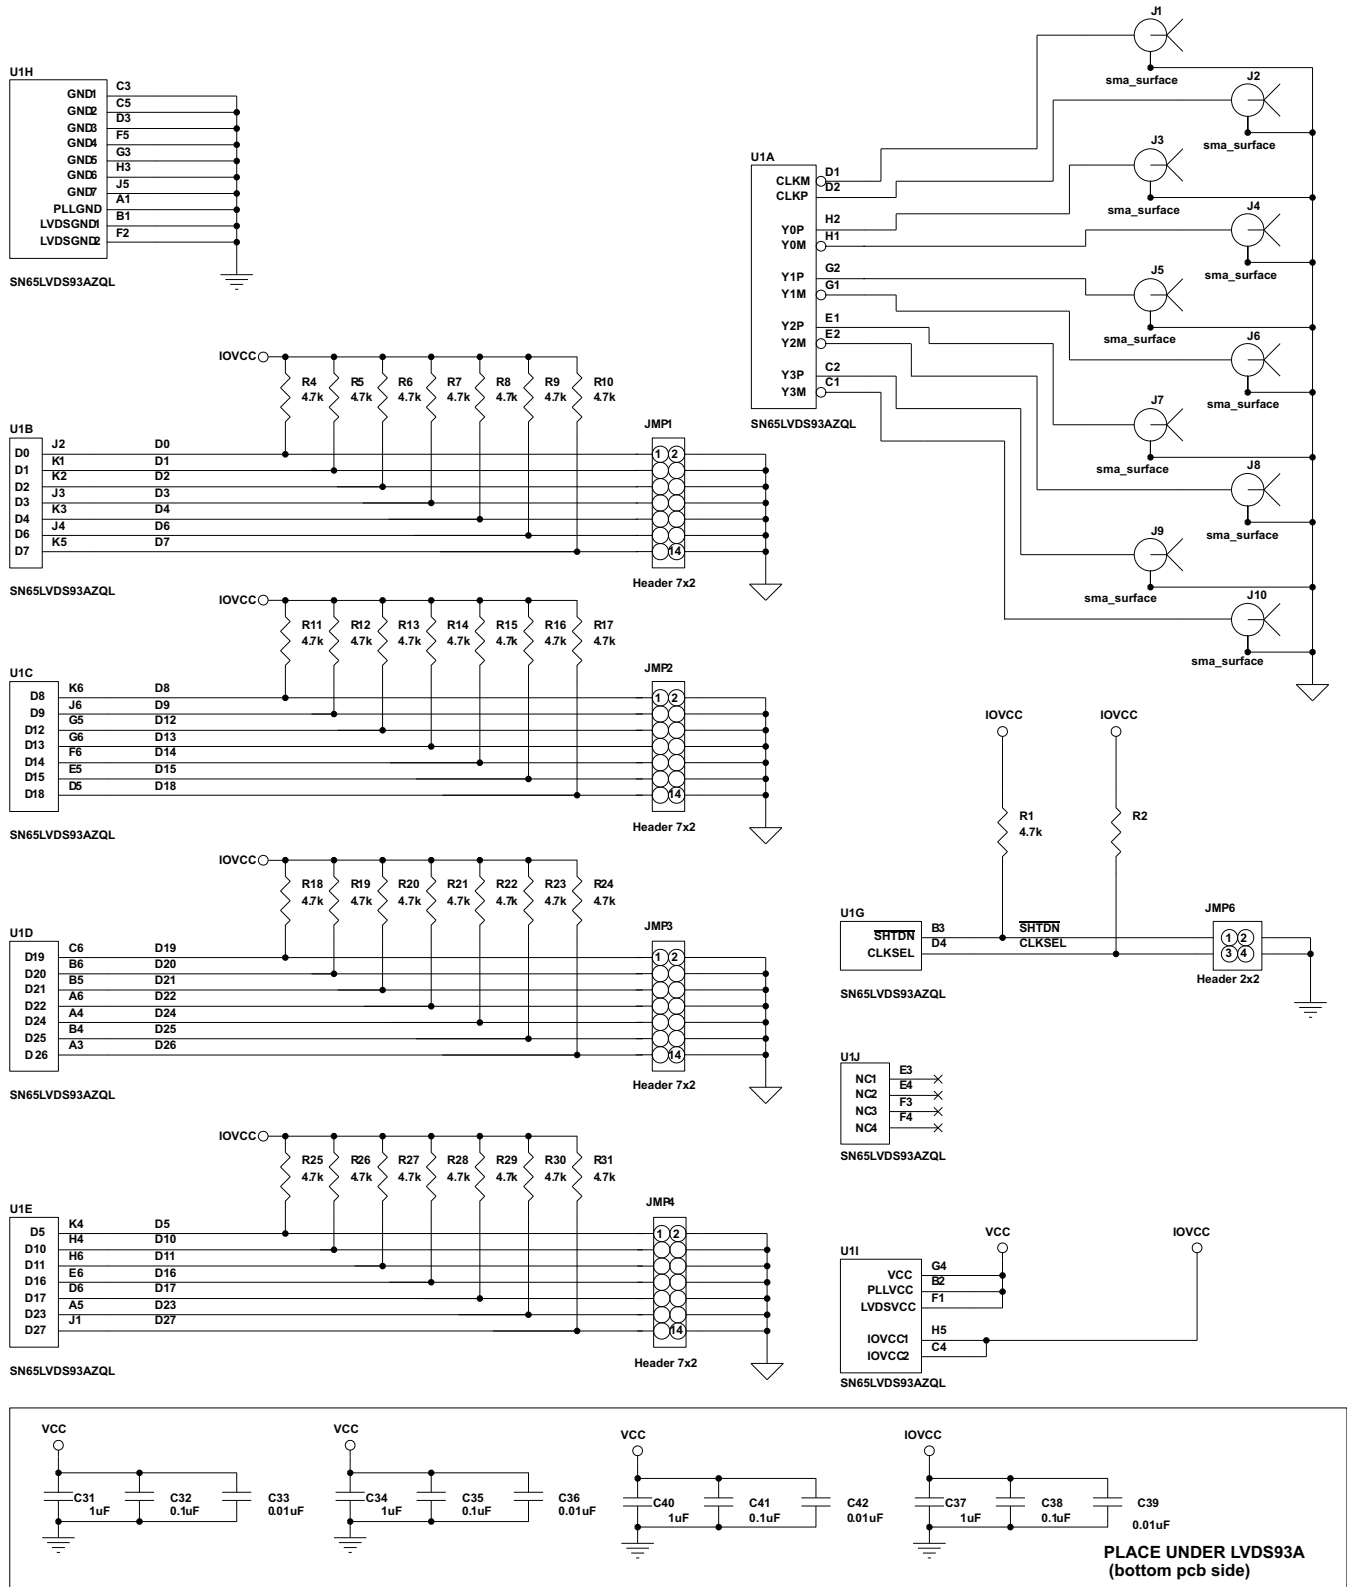 U1H
GND1 C3
GND2 C5
GND3 D3
GND4 F5
GND5 G3
GND6 H3
GND7 J5
PLLGND A1
LVDSGND1 B1
LVDSGND2 F2
SN65LVDS93AZQL
U1A
CLKM D1
CLKP D2
Y0P H2
Y0M H1
Y1P G2
Y1M G1
Y2P E1
Y2M E2
Y3P C2
Y3M C1
SN65LVDS93AZQL
J1
sma_surface
J2
sma_surface
J3
sma_surface
J4
sma_surface
J5
sma_surface
J6
sma_surface
J7
sma_surface
J8
sma_surface
J9
sma_surface
J10
sma_surface
IOVCC
R4 R5 R6 R7 R8 R9 R10
4.7k 4.7k 4.7k 4.7k 4.7k 4.7k 4.7k
U1B
JMP1
D0 J2 D0 1 2
D1 K1 D1
D2 K2 D2
D3 J3 D3
D4 K3 D4
D6 J4 D6
D7 K5 D7 14
SN65LVDS93AZQL
Header 7x2
IOVCC
R11 R12 R13 R14 R15 R16 R17
4.7k 4.7k 4.7k 4.7k 4.7k 4.7k 4.7k
U1C
JMP2
D8 K6 D8 1 2
D9 J6 D9
D12 G5 D12
D13 G6 D13
D14 F6 D14
D15 E5 D15
D18 D5 D18 14
SN65LVDS93AZQL
Header 7x2
IOVCC
R18 R19 R20 R21 R22 R23 R24
4.7k 4.7k 4.7k 4.7k 4.7k 4.7k 4.7k
U1D
JMP3
D19 C6 D19 1 2
D20 B6 D20
D21 B5 D21
D22 A6 D22
D24 A4 D24
D25 B4 D25
D26 A3 D26 14
SN65LVDS93AZQL
Header 7x2
IOVCC
R25 R26 R27 R28 R29 R30 R31
4.7k 4.7k 4.7k 4.7k 4.7k 4.7k 4.7k
U1E
JMP4
D5 K4 D5 1 2
D10 H4 D10
D11 H6 D11
D16 E6 D16
D17 D6 D17
D23 A5 D23
D27 J1 D27 14
SN65LVDS93AZQL
Header 7x2
IOVCC IOVCC
R1 R2
4.7k
U1G
JMP6
SHTDN B3 SHTDN 1 2
CLKSEL D4 CLKSEL 3 4
SN65LVDS93AZQL
Header 2x2
U1J
NC1 E3
NC2 E4
NC3 F3
NC4 F4
SN65LVDS93AZQL
VCC IOVCC
U1I
VCC G4
PLLVCC B2
LVDSVCC F1
IOVCC1 H5
IOVCC2 C4
SN65LVDS93AZQL
VCC VCC VCC IOVCC
C31 C32 C33 C34 C35 C36 C40 C41 C42 C37 C38 C39
1uF 0.1uF 0.01uF 1uF 0.1uF 0.01uF 1uF 0.1uF 0.01uF 1uF 0.1uF 0.01uF
PLACE UNDER LVDS93A
(bottom pcb side)